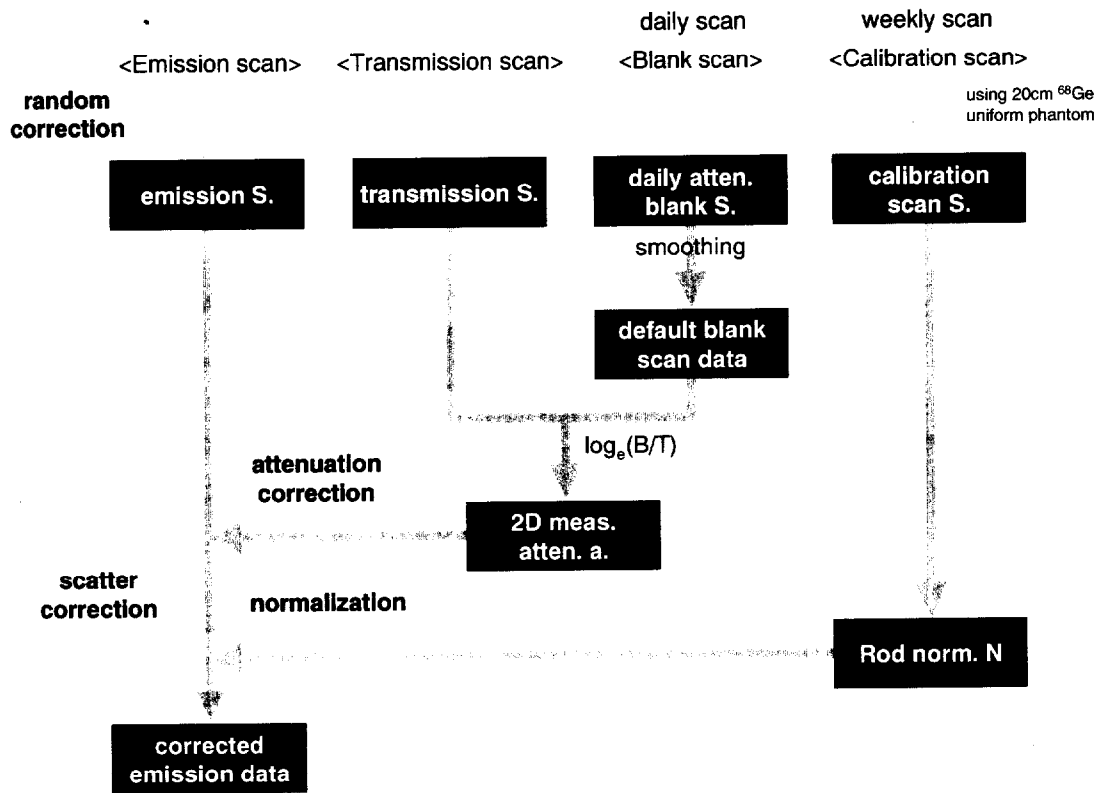 daily scan
weekly scan
<Emission scan>
<Transmission scan>
<Blank scan>
<Calibration scan>
random
correction
using 20cm ⁶⁸Ge
uniform phantom
emission S.
transmission S.
daily atten.
blank S.
calibration
scan S.
smoothing
default blank
scan data
logₑ(B/T)
attenuation
correction
2D meas.
atten. a.
scatter
correction
normalization
Rod norm. N
corrected
emission data